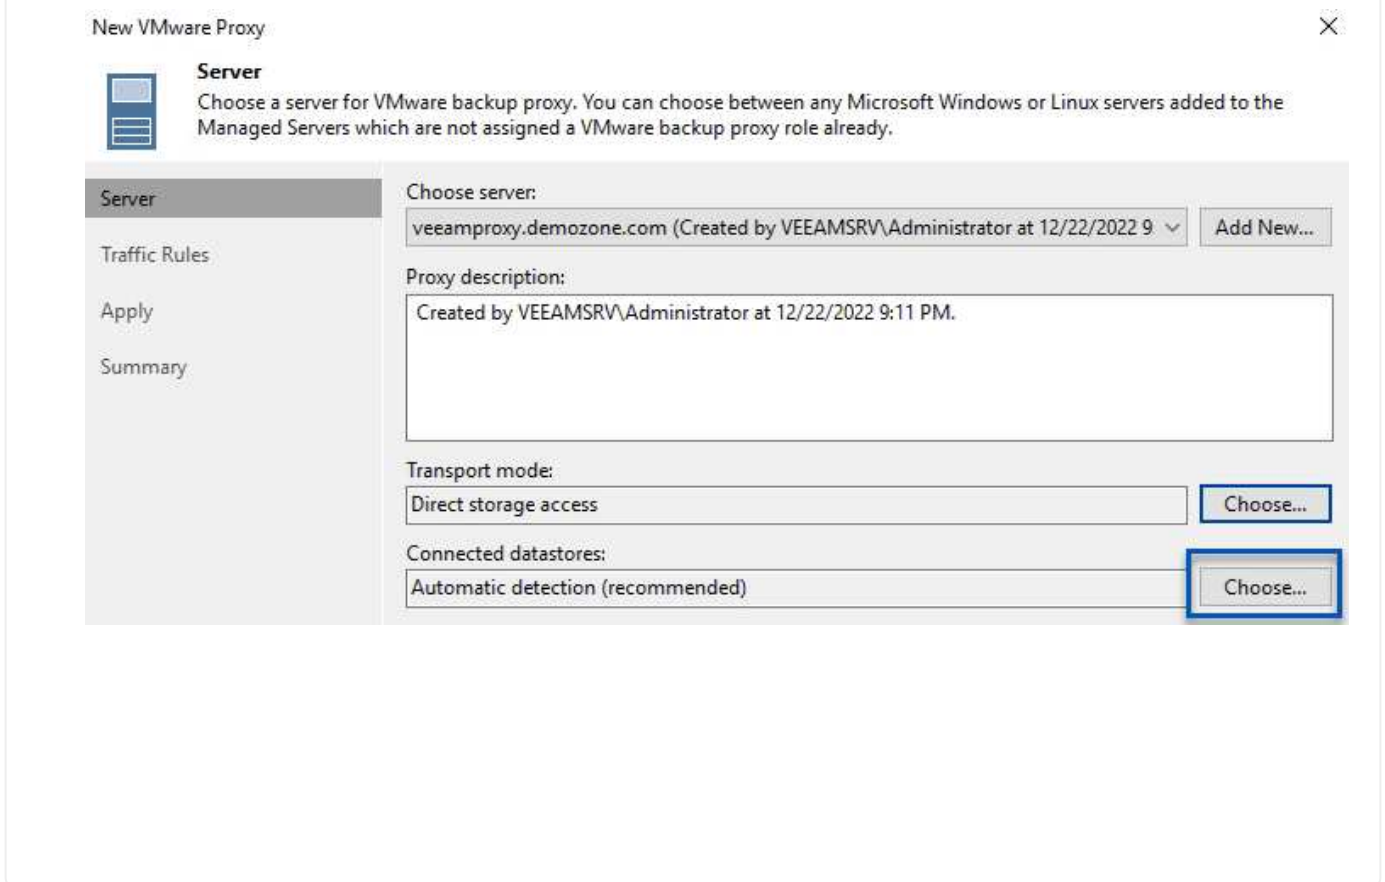 New VMware Proxy
Server
Choose a server for VMware backup proxy. You can choose between any Microsoft Windows or Linux servers added to the
Managed Servers which are not assigned a VMware backup proxy role already.
Server
Traffic Rules
Apply
Summary
Choose server:
veeamproxy.demozone.com (Created by VEEAMSRV\Administrator at 12/22/2022 9
Add New...
Proxy description:
Created by VEEAMSRV\Administrator at 12/22/2022 9:11 PM.
Transport mode:
Direct storage access
Choose...
Connected datastores:
Automatic detection (recommended)
Choose...